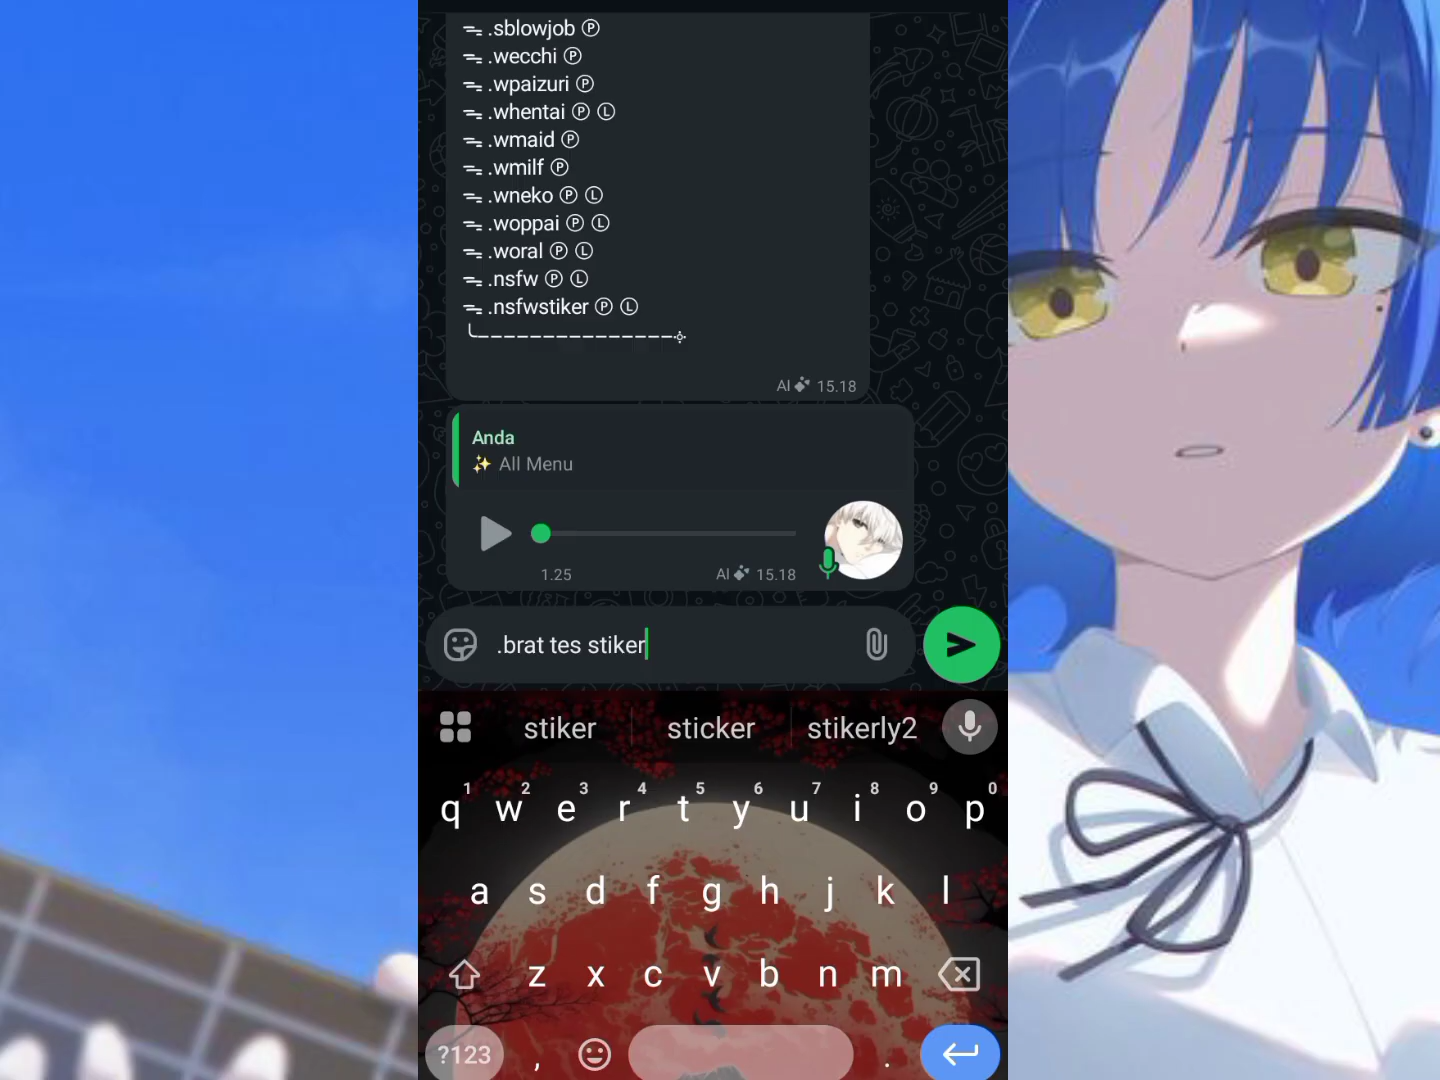 .sblowjob Ⓟ
.wecchi Ⓟ
.wpaizuri Ⓟ
.whentai Ⓟ Ⓛ
.wmaid Ⓟ
.wmilf Ⓟ
.wneko Ⓟ Ⓛ
.woppai Ⓟ Ⓛ
.woral Ⓟ Ⓛ
.nsfw Ⓟ Ⓛ
.nsfwstiker Ⓟ Ⓛ
AI 15.18
Anda
✨ All Menu
1.25 AI 15.18
.brat tes stiker
stiker sticker stikerly2
1 2 3 4 5 6 7 8 9 0
q w e r t y u i o p
a s d f g h j k l
z x c v b n m
?123 , .